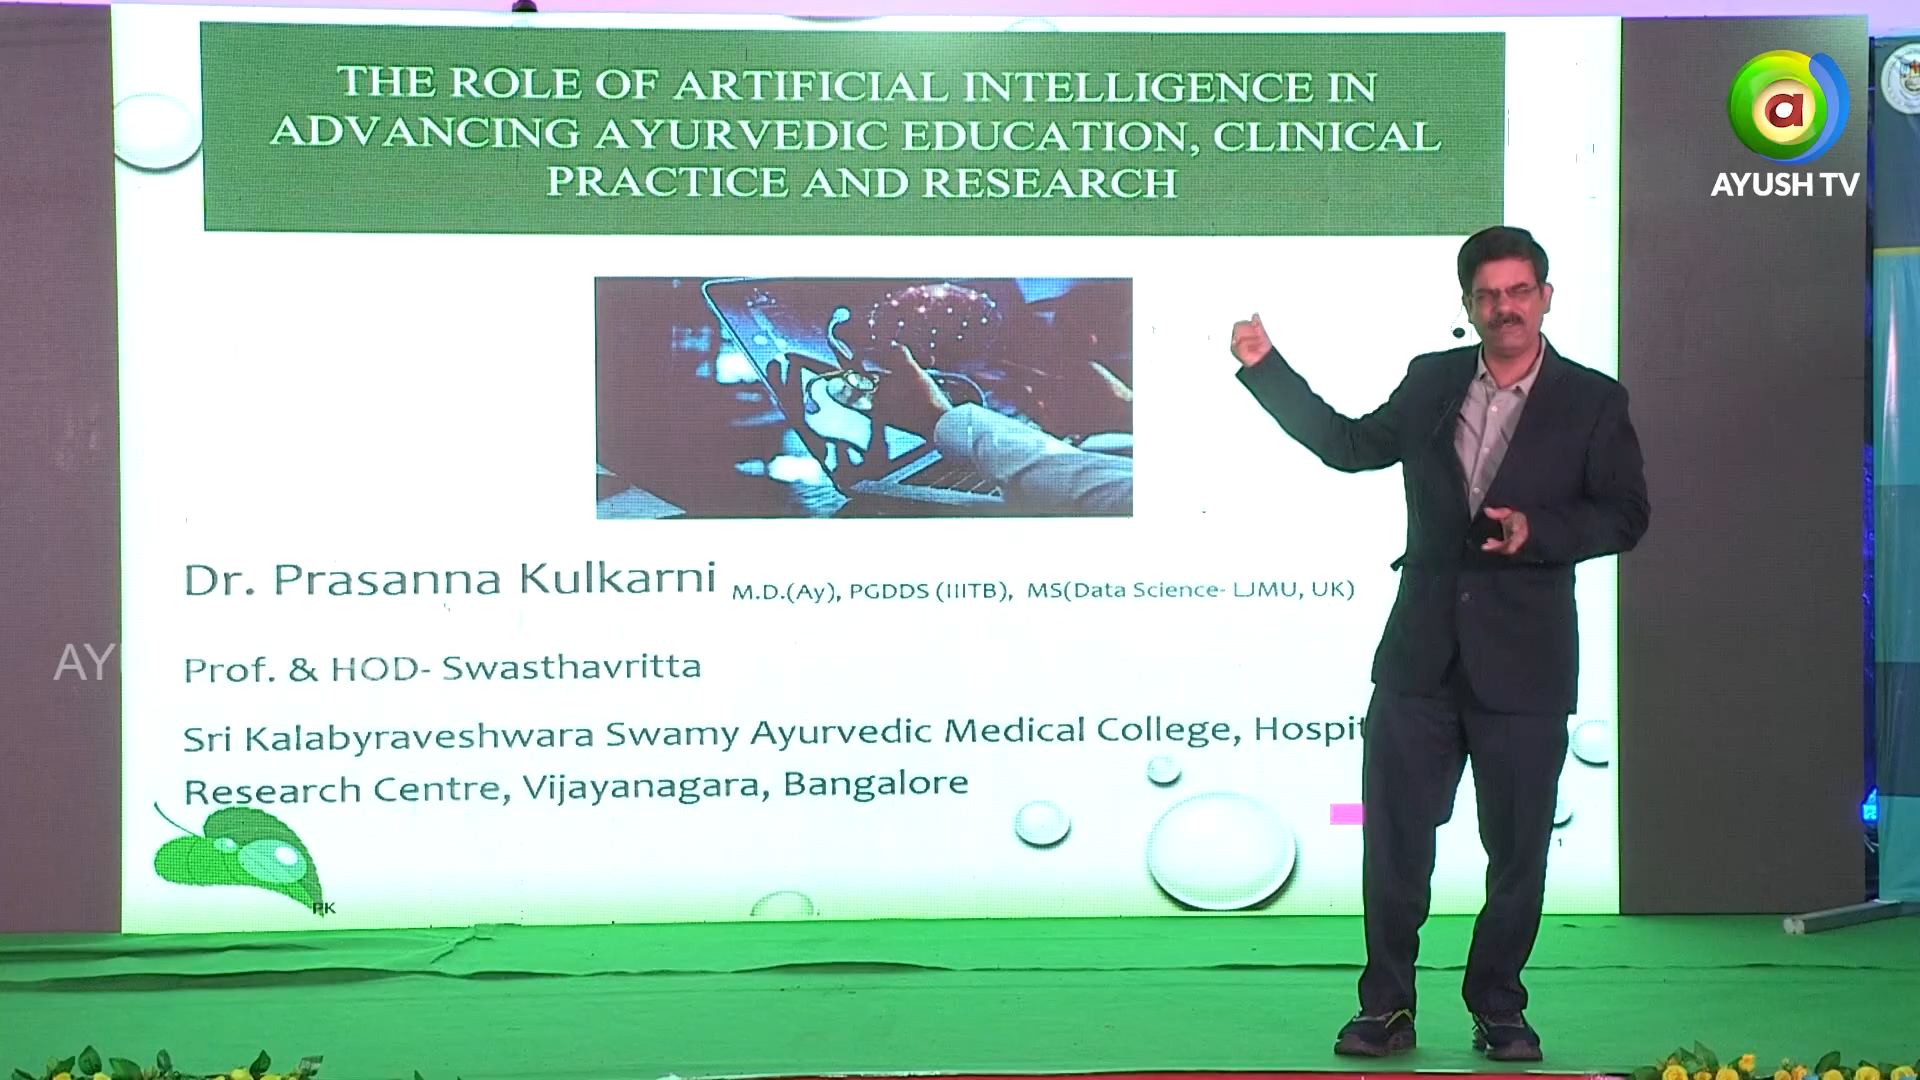 THE ROLE OF ARTIFICIAL INTELLIGENCE IN
ADVANCING AYURVEDIC EDUCATION, CLINICAL
PRACTICE AND RESEARCH
a
AYUSH TV
Dr. Prasanna Kulkarni M.D.(Ay), PGDDS (IIITB), MS(Data Science- LJMU, UK)
Prof. & HOD- Swasthavritta
AY
Sri Kalabyraveshwara Swamy Ayurvedic Medical College, Hospit
Research Centre, Vijayanagara, Bangalore
1
PK